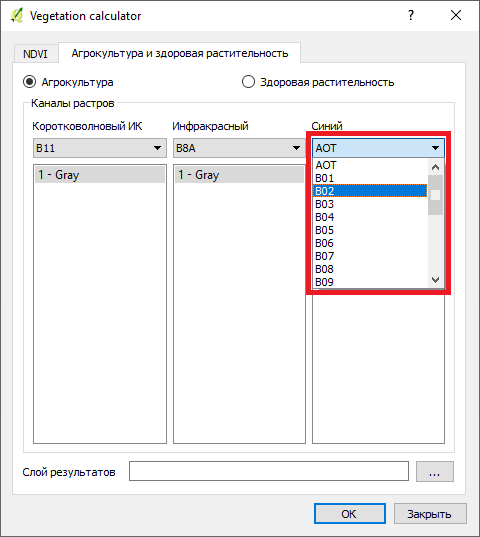 Vegetation calculator
?
NDVI
Агрокультура и здоровая растительность
Агрокультура
Здоровая растительность
Каналы растров
Коротковолновый ИК
Инфракрасный
Синий
B11
B8A
AOT
1 - Gray
1 - Gray
AOT
B01
B02
B03
B04
B05
B06
B07
B08
B09
Слой результатов
...
OK
Закрыть